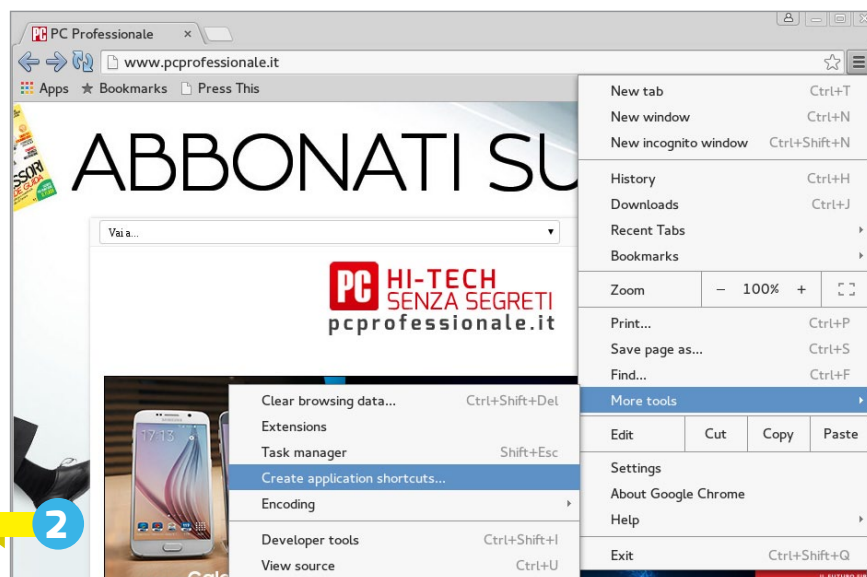 PC Professionale
www.pcprofessionale.it
Apps Bookmarks Press This
ABBONATI SU
Vai a...
PC HI-TECH
SENZA SEGRETI
pcprofessionale.it
17/13
New tab Ctrl+T
New window Ctrl+N
New incognito window Ctrl+Shift+N
History Ctrl+H
Downloads Ctrl+J
Recent Tabs
Bookmarks
Zoom − 100% +
Print... Ctrl+P
Save page as... Ctrl+S
Find... Ctrl+F
More tools
Edit Cut Copy Paste
Settings
About Google Chrome
Help
Exit Ctrl+Shift+Q
Clear browsing data... Ctrl+Shift+Del
Extensions
Task manager Shift+Esc
Create application shortcuts...
Encoding
Developer tools Ctrl+Shift+I
View source Ctrl+U
2